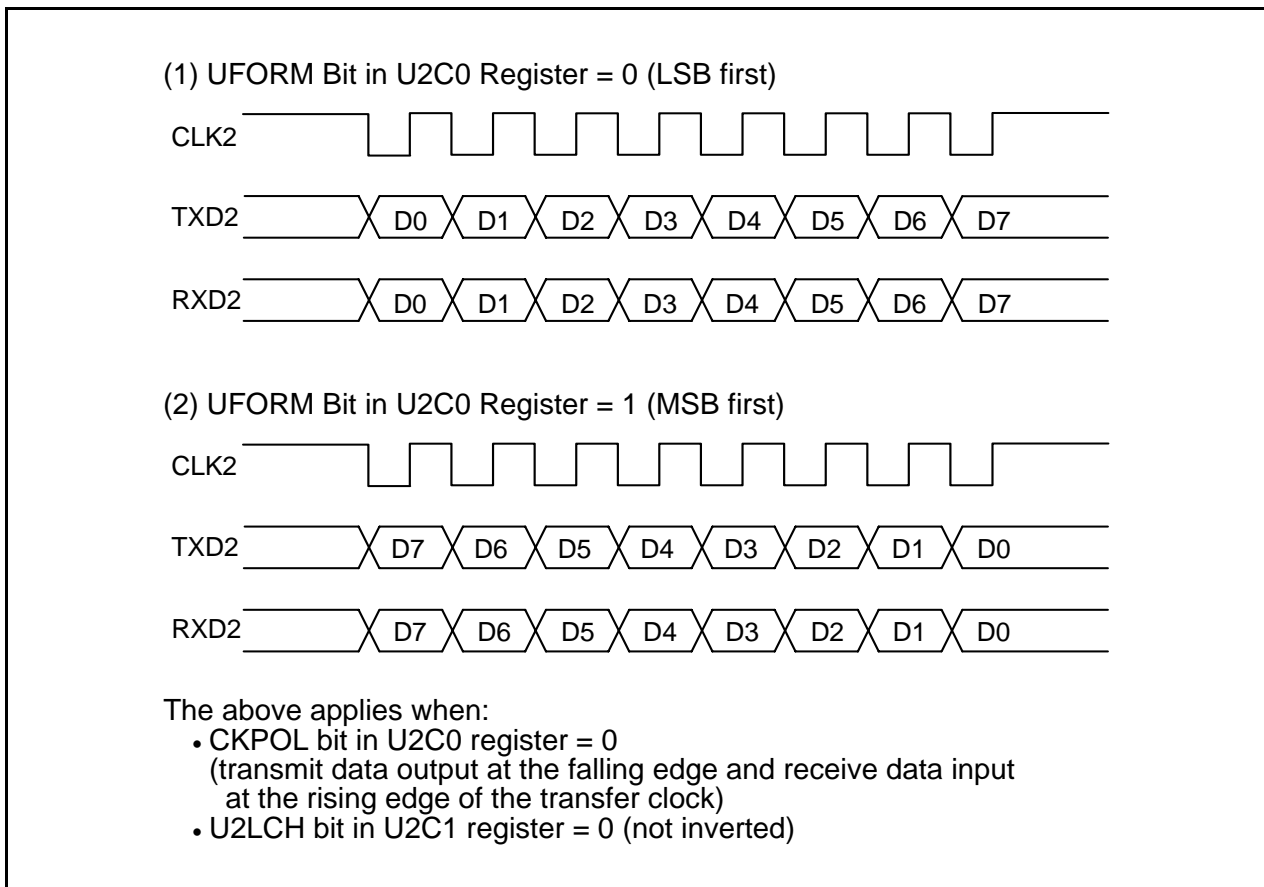 (1) UFORM Bit in U2C0 Register = 0 (LSB first)
CLK2
TXD2 D0 D1 D2 D3 D4 D5 D6 D7
RXD2 D0 D1 D2 D3 D4 D5 D6 D7
(2) UFORM Bit in U2C0 Register = 1 (MSB first)
CLK2
TXD2 D7 D6 D5 D4 D3 D2 D1 D0
RXD2 D7 D6 D5 D4 D3 D2 D1 D0
The above applies when:
• CKPOL bit in U2C0 register = 0
(transmit data output at the falling edge and receive data input
at the rising edge of the transfer clock)
• U2LCH bit in U2C1 register = 0 (not inverted)